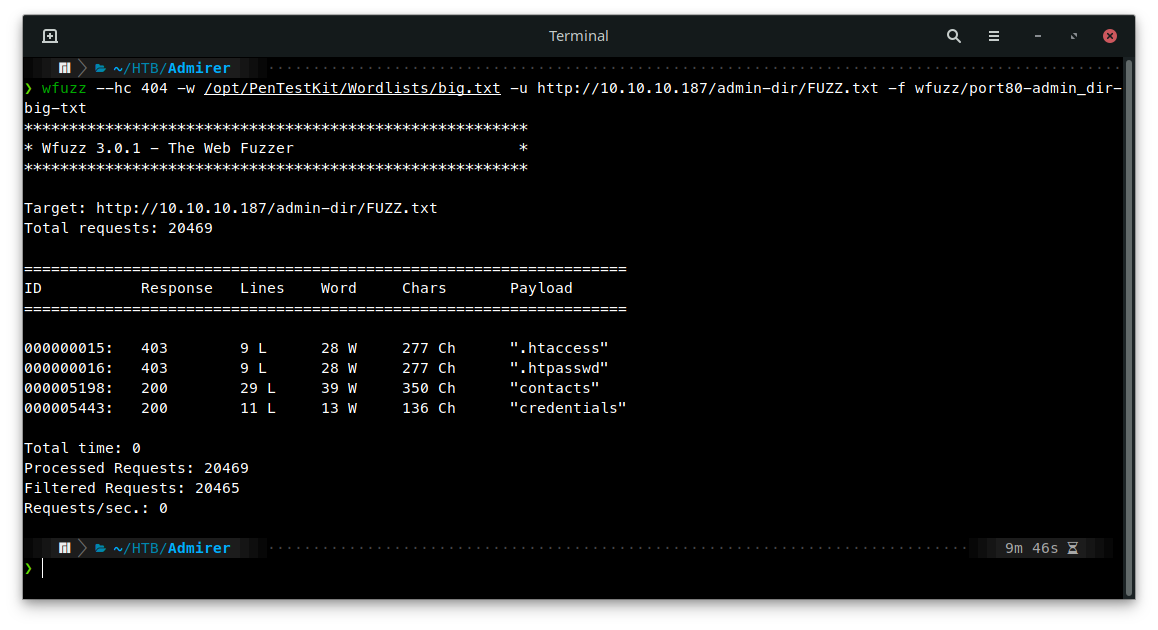 Terminal
~/HTB/Admirer
❯ wfuzz --hc 404 -w /opt/PenTestKit/Wordlists/big.txt -u http://10.10.10.187/admin-dir/FUZZ.txt -f wfuzz/port80-admin_dir-
big-txt
********************************************************
* Wfuzz 3.0.1 - The Web Fuzzer                         *
********************************************************
Target: http://10.10.10.187/admin-dir/FUZZ.txt
Total requests: 20469
===================================================================
ID           Response   Lines    Word     Chars       Payload
===================================================================
000000015:   403        9 L      28 W     277 Ch      ".htaccess"
000000016:   403        9 L      28 W     277 Ch      ".htpasswd"
000005198:   200        29 L     39 W     350 Ch      "contacts"
000005443:   200        11 L     13 W     136 Ch      "credentials"
Total time: 0
Processed Requests: 20469
Filtered Requests: 20465
Requests/sec.: 0
~/HTB/Admirer 9m 46s
❯